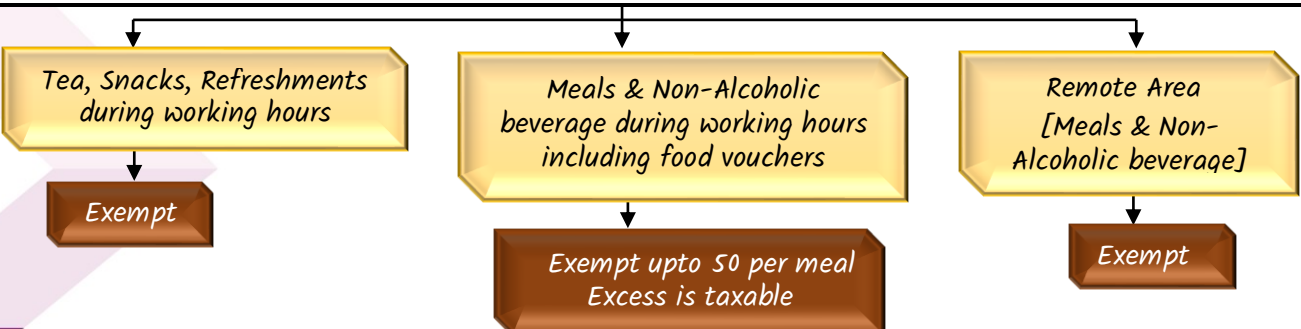 Tea, Snacks, Refreshments
during working hours
Exempt
Meals & Non-Alcoholic
beverage during working hours
including food vouchers
Exempt upto 50 per meal
Excess is taxable
Remote Area
[Meals & Non-
Alcoholic beverage]
Exempt